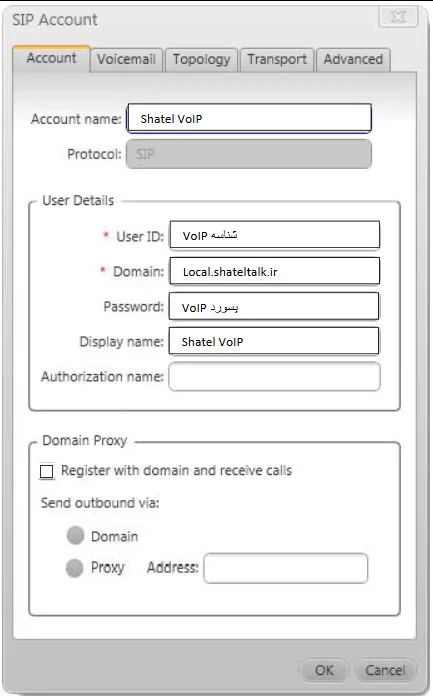 SIP Account
Account Voicemail Topology Transport Advanced
Account name: Shatel VoIP
Protocol: SIP
User Details
* User ID: شناسه VoIP
* Domain: Local.shateltalk.ir
Password: پسورد VoIP
Display name: Shatel VoIP
Authorization name:
Domain Proxy
Register with domain and receive calls
Send outbound via:
Domain
Proxy Address:
OK Cancel